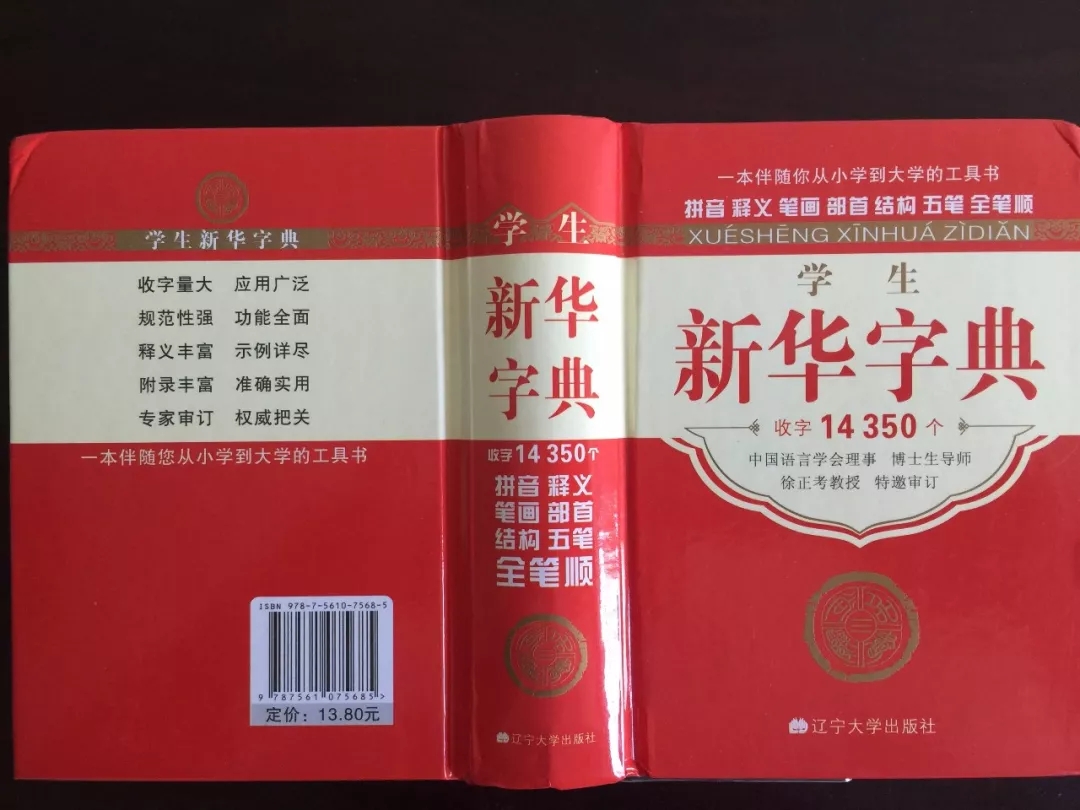 学生新华字典
收字量大 应用广泛
规范性强 功能全面
释义丰富 示例详尽
附录丰富 准确实用
专家审订 权威把关
一本伴随您从小学到大学的工具书
ISBN 978-7-5610-7568-5
9 787561 075685 >
定价：13.80元
学生
新华
字典
收字14 350个
拼音 释义
笔画 部首
结构 五笔
全笔顺
辽宁大学出版社
一本伴随你从小学到大学的工具书
拼音 释义 笔画 部首 结构 五笔 全笔顺
XUÉSHĒNG XĪNHUÁ ZÌDIǍN
学生
新华字典
收字 14 350 个
中国语言学会理事 博士生导师
徐正考教授 特邀审订
辽宁大学出版社